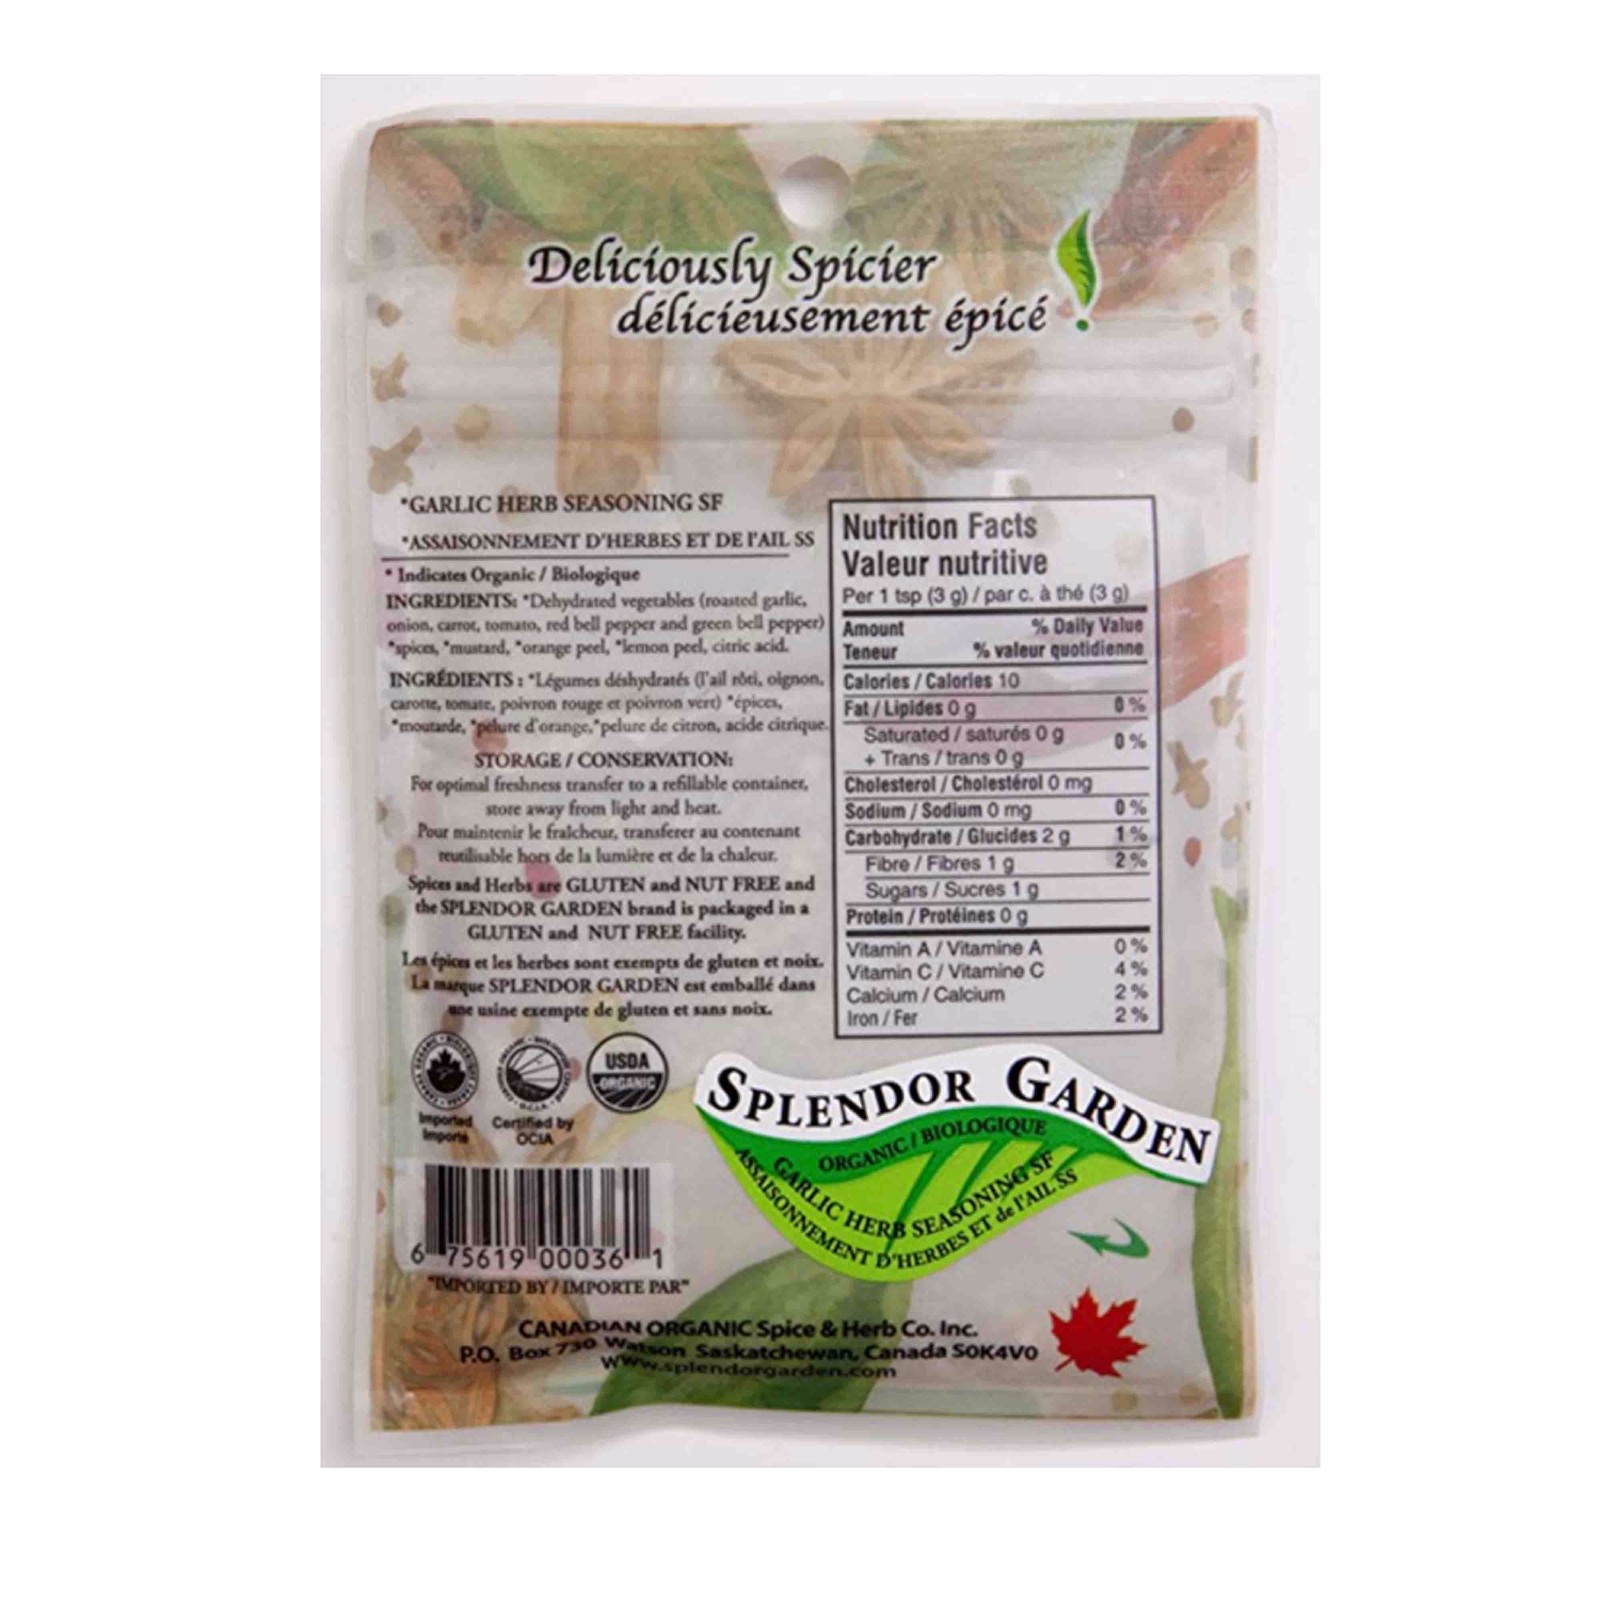 Deliciously Spicier
délicieusement épicé
*GARLIC HERB SEASONING SF
*ASSAISONNEMENT D'HERBES ET DE l'AIL SS
* Indicates Organic / Biologique
INGREDIENTS: *Dehydrated vegetables (roasted garlic,
onion, carrot, tomato, red bell pepper and green bell pepper)
*spices, *mustard, *orange peel, *lemon peel, citric acid.
INGRÉDIENTS : *Légumes déshydratés (l'ail rôti, oignon,
carotte, tomate, poivron rouge et poivron vert) *épices,
*moutarde, *pelure d'orange,*pelure de citron, acide citrique.
STORAGE / CONSERVATION:
For optimal freshness transfer to a refillable container,
store away from light and heat.
Pour maintenir le fraîcheur, transferer au contenant
reutilisable hors de la lumière et de la chaleur.
Spices and Herbs are GLUTEN and NUT FREE and
the SPLENDOR GARDEN brand is packaged in a
GLUTEN and NUT FREE facility.
Les épices et les herbes sont exempts de gluten et noix.
La marque SPLENDOR GARDEN est emballé dans
une usine exempte de gluten et sans noix.
USDA
ORGANIC
Imported
Importé
Certified by
OCIA
6 75619 00036 1
"IMPORTED BY / IMPORTE PAR"
Nutrition Facts
Valeur nutritive
Per 1 tsp (3 g) / par c. à thé (3 g)
Amount % Daily Value
Teneur % valeur quotidienne
Calories / Calories 10
Fat / Lipides 0 g 0 %
Saturated / saturés 0 g 0 %
+ Trans / trans 0 g
Cholesterol / Cholestérol 0 mg
Sodium / Sodium 0 mg 0 %
Carbohydrate / Glucides 2 g 1 %
Fibre / Fibres 1 g 2 %
Sugars / Sucres 1 g
Protein / Protéines 0 g
Vitamin A / Vitamine A 0 %
Vitamin C / Vitamine C 4 %
Calcium / Calcium 2 %
Iron / Fer 2 %
SPLENDOR GARDEN
ORGANIC / BIOLOGIQUE
GARLIC HERB SEASONING SF
ASSAISONNEMENT D'HERBES ET de l'AIL SS
CANADIAN ORGANIC Spice & Herb Co. Inc.
P.O. Box 730 Watson Saskatchewan, Canada S0K4V0
www.splendorgarden.com